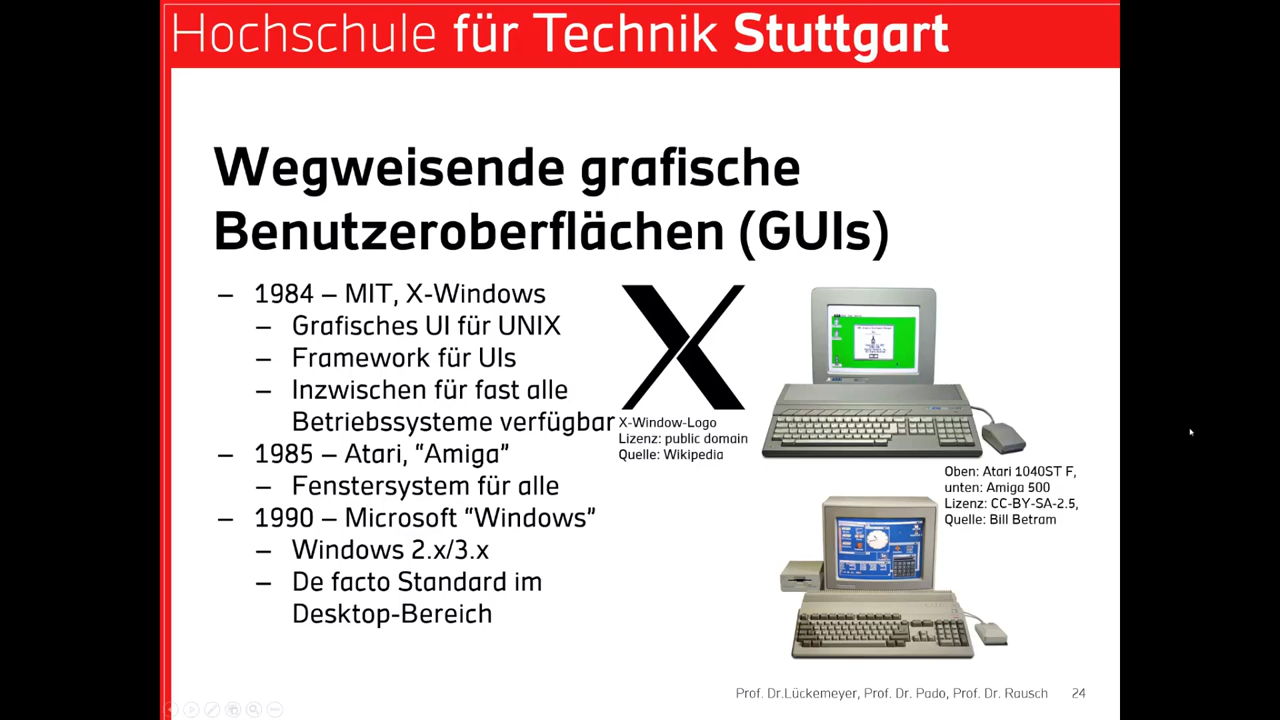 Hochschule für Technik Stuttgart
Wegweisende grafische
Benutzeroberflächen (GUIs)
– 1984 – MIT, X-Windows
– Grafisches UI für UNIX
– Framework für UIs
– Inzwischen für fast alle
Betriebssysteme verfügbar
– 1985 – Atari, “Amiga”
– Fenstersystem für alle
– 1990 – Microsoft “Windows”
– Windows 2.x/3.x
– De facto Standard im
Desktop-Bereich
X-Window-Logo
Lizenz: public domain
Quelle: Wikipedia
Oben: Atari 1040ST F,
unten: Amiga 500
Lizenz: CC-BY-SA-2.5,
Quelle: Bill Betram
Prof. Dr.Lückemeyer, Prof. Dr. Pado, Prof. Dr. Rausch 24